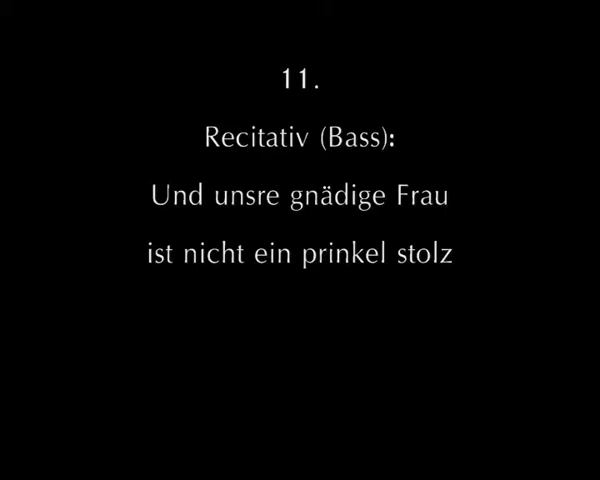 11.
Recitativ (Bass):
Und unsre gnädige Frau
ist nicht ein prinkel stolz